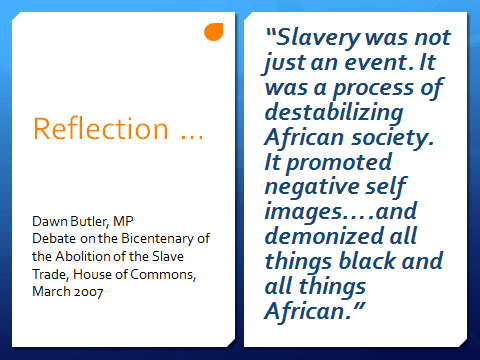 Reflection ...
Dawn Butler, MP
Debate on the Bicentenary of
the Abolition of the Slave
Trade, House of Commons,
March 2007
“Slavery was not
just an event. It
was a process of
destabilizing
African society.
It promoted
negative self
images….and
demonized all
things black and
all things
African.”